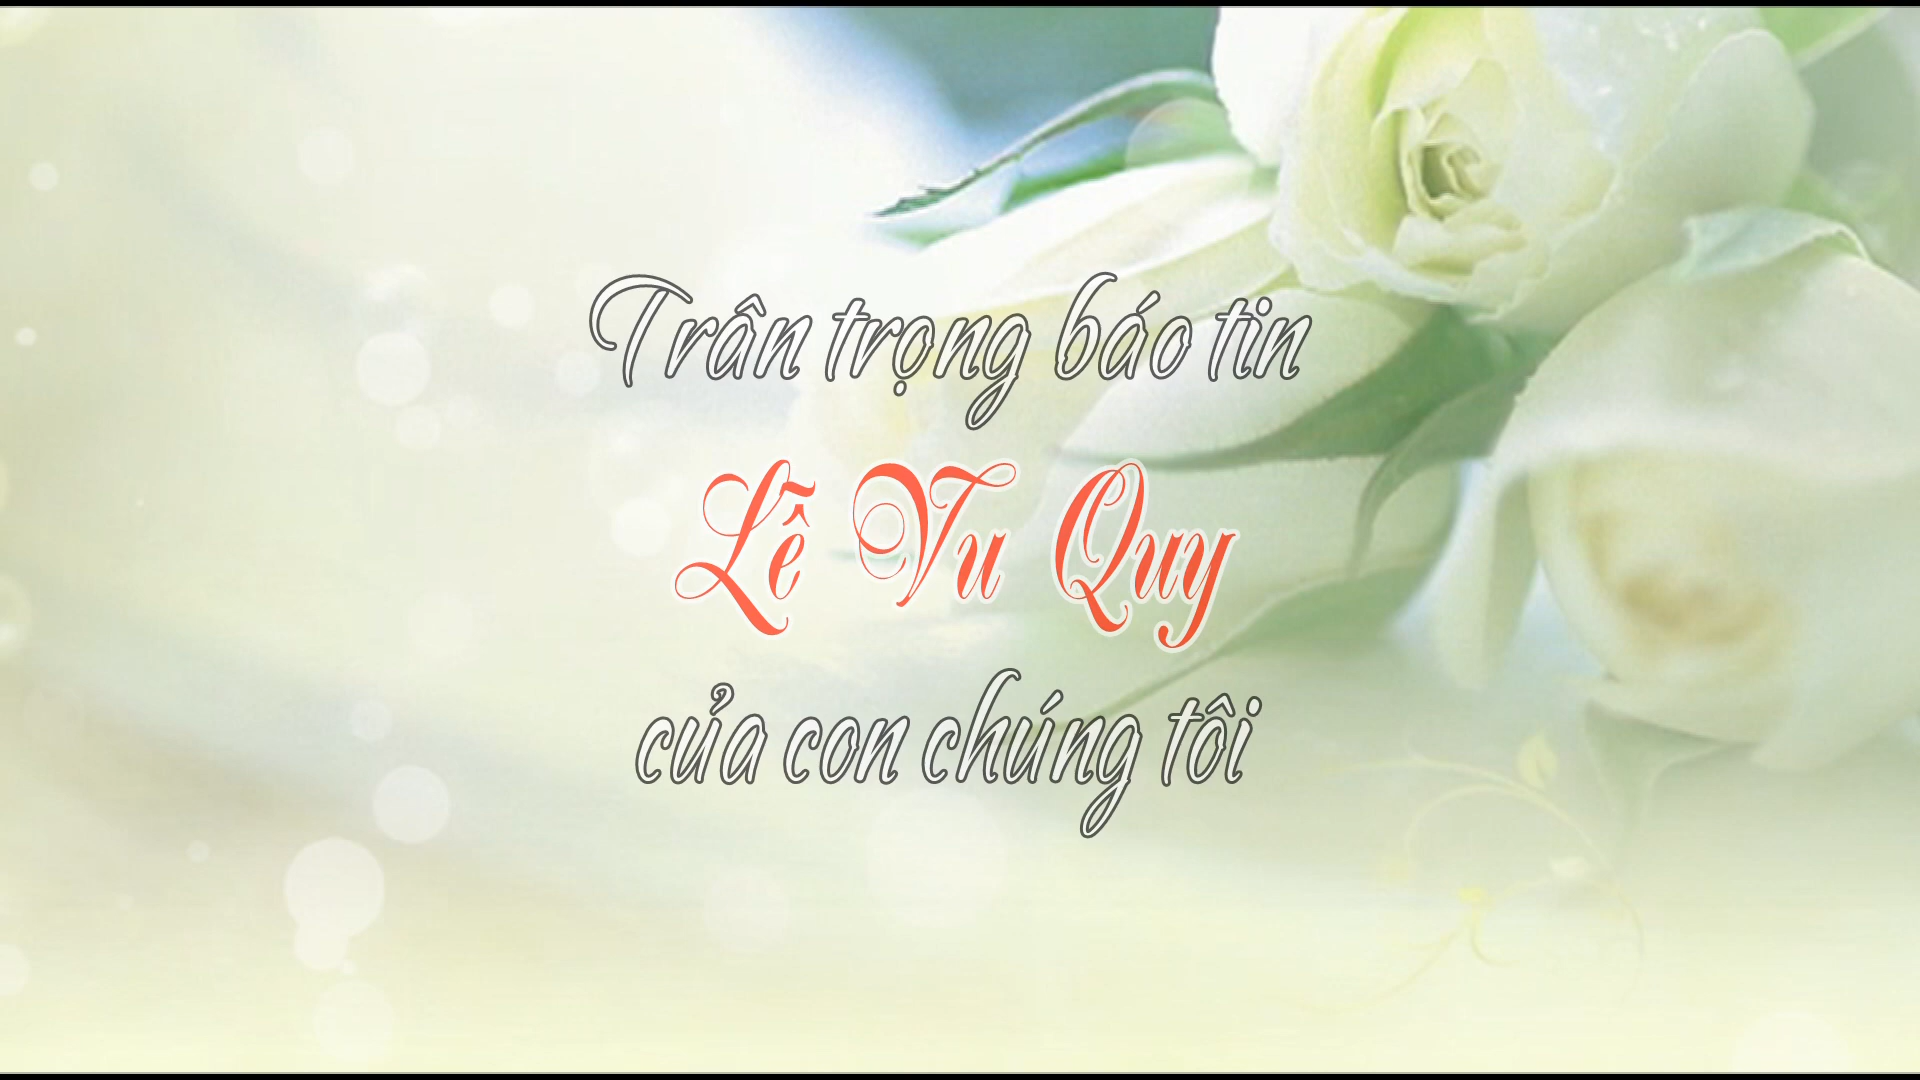 Trân trọng báo tin
Lễ Vu Quy
của con chúng tôi